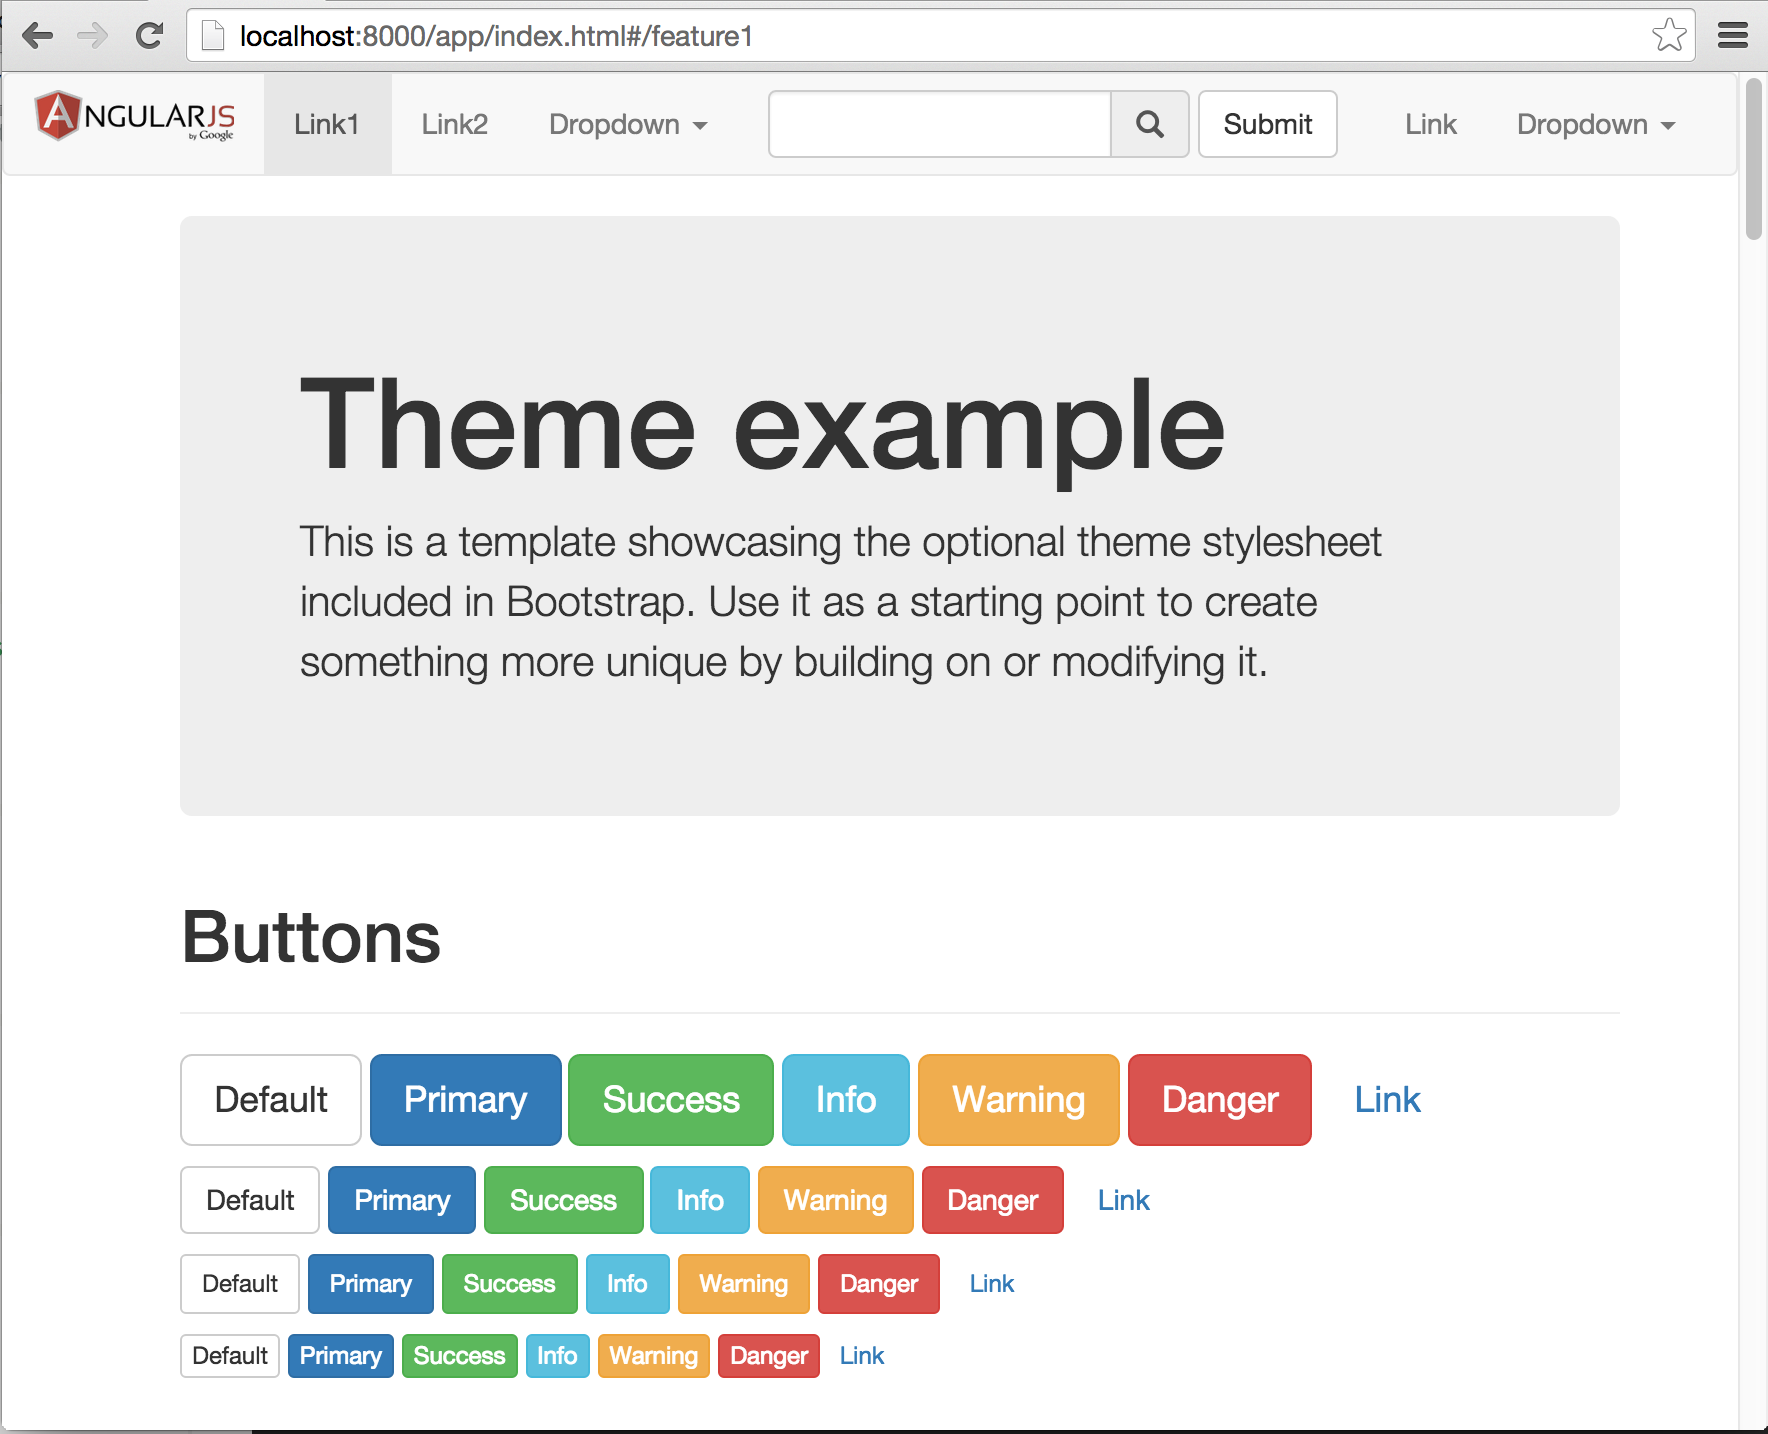 localhost:8000/app/index.html#/feature1
ANGULARJS by Google Link1 Link2 Dropdown Submit Link Dropdown
Theme example
This is a template showcasing the optional theme stylesheet
included in Bootstrap. Use it as a starting point to create
something more unique by building on or modifying it.
Buttons
Default Primary Success Info Warning Danger Link
Default Primary Success Info Warning Danger Link
Default Primary Success Info Warning Danger Link
Default Primary Success Info Warning Danger Link